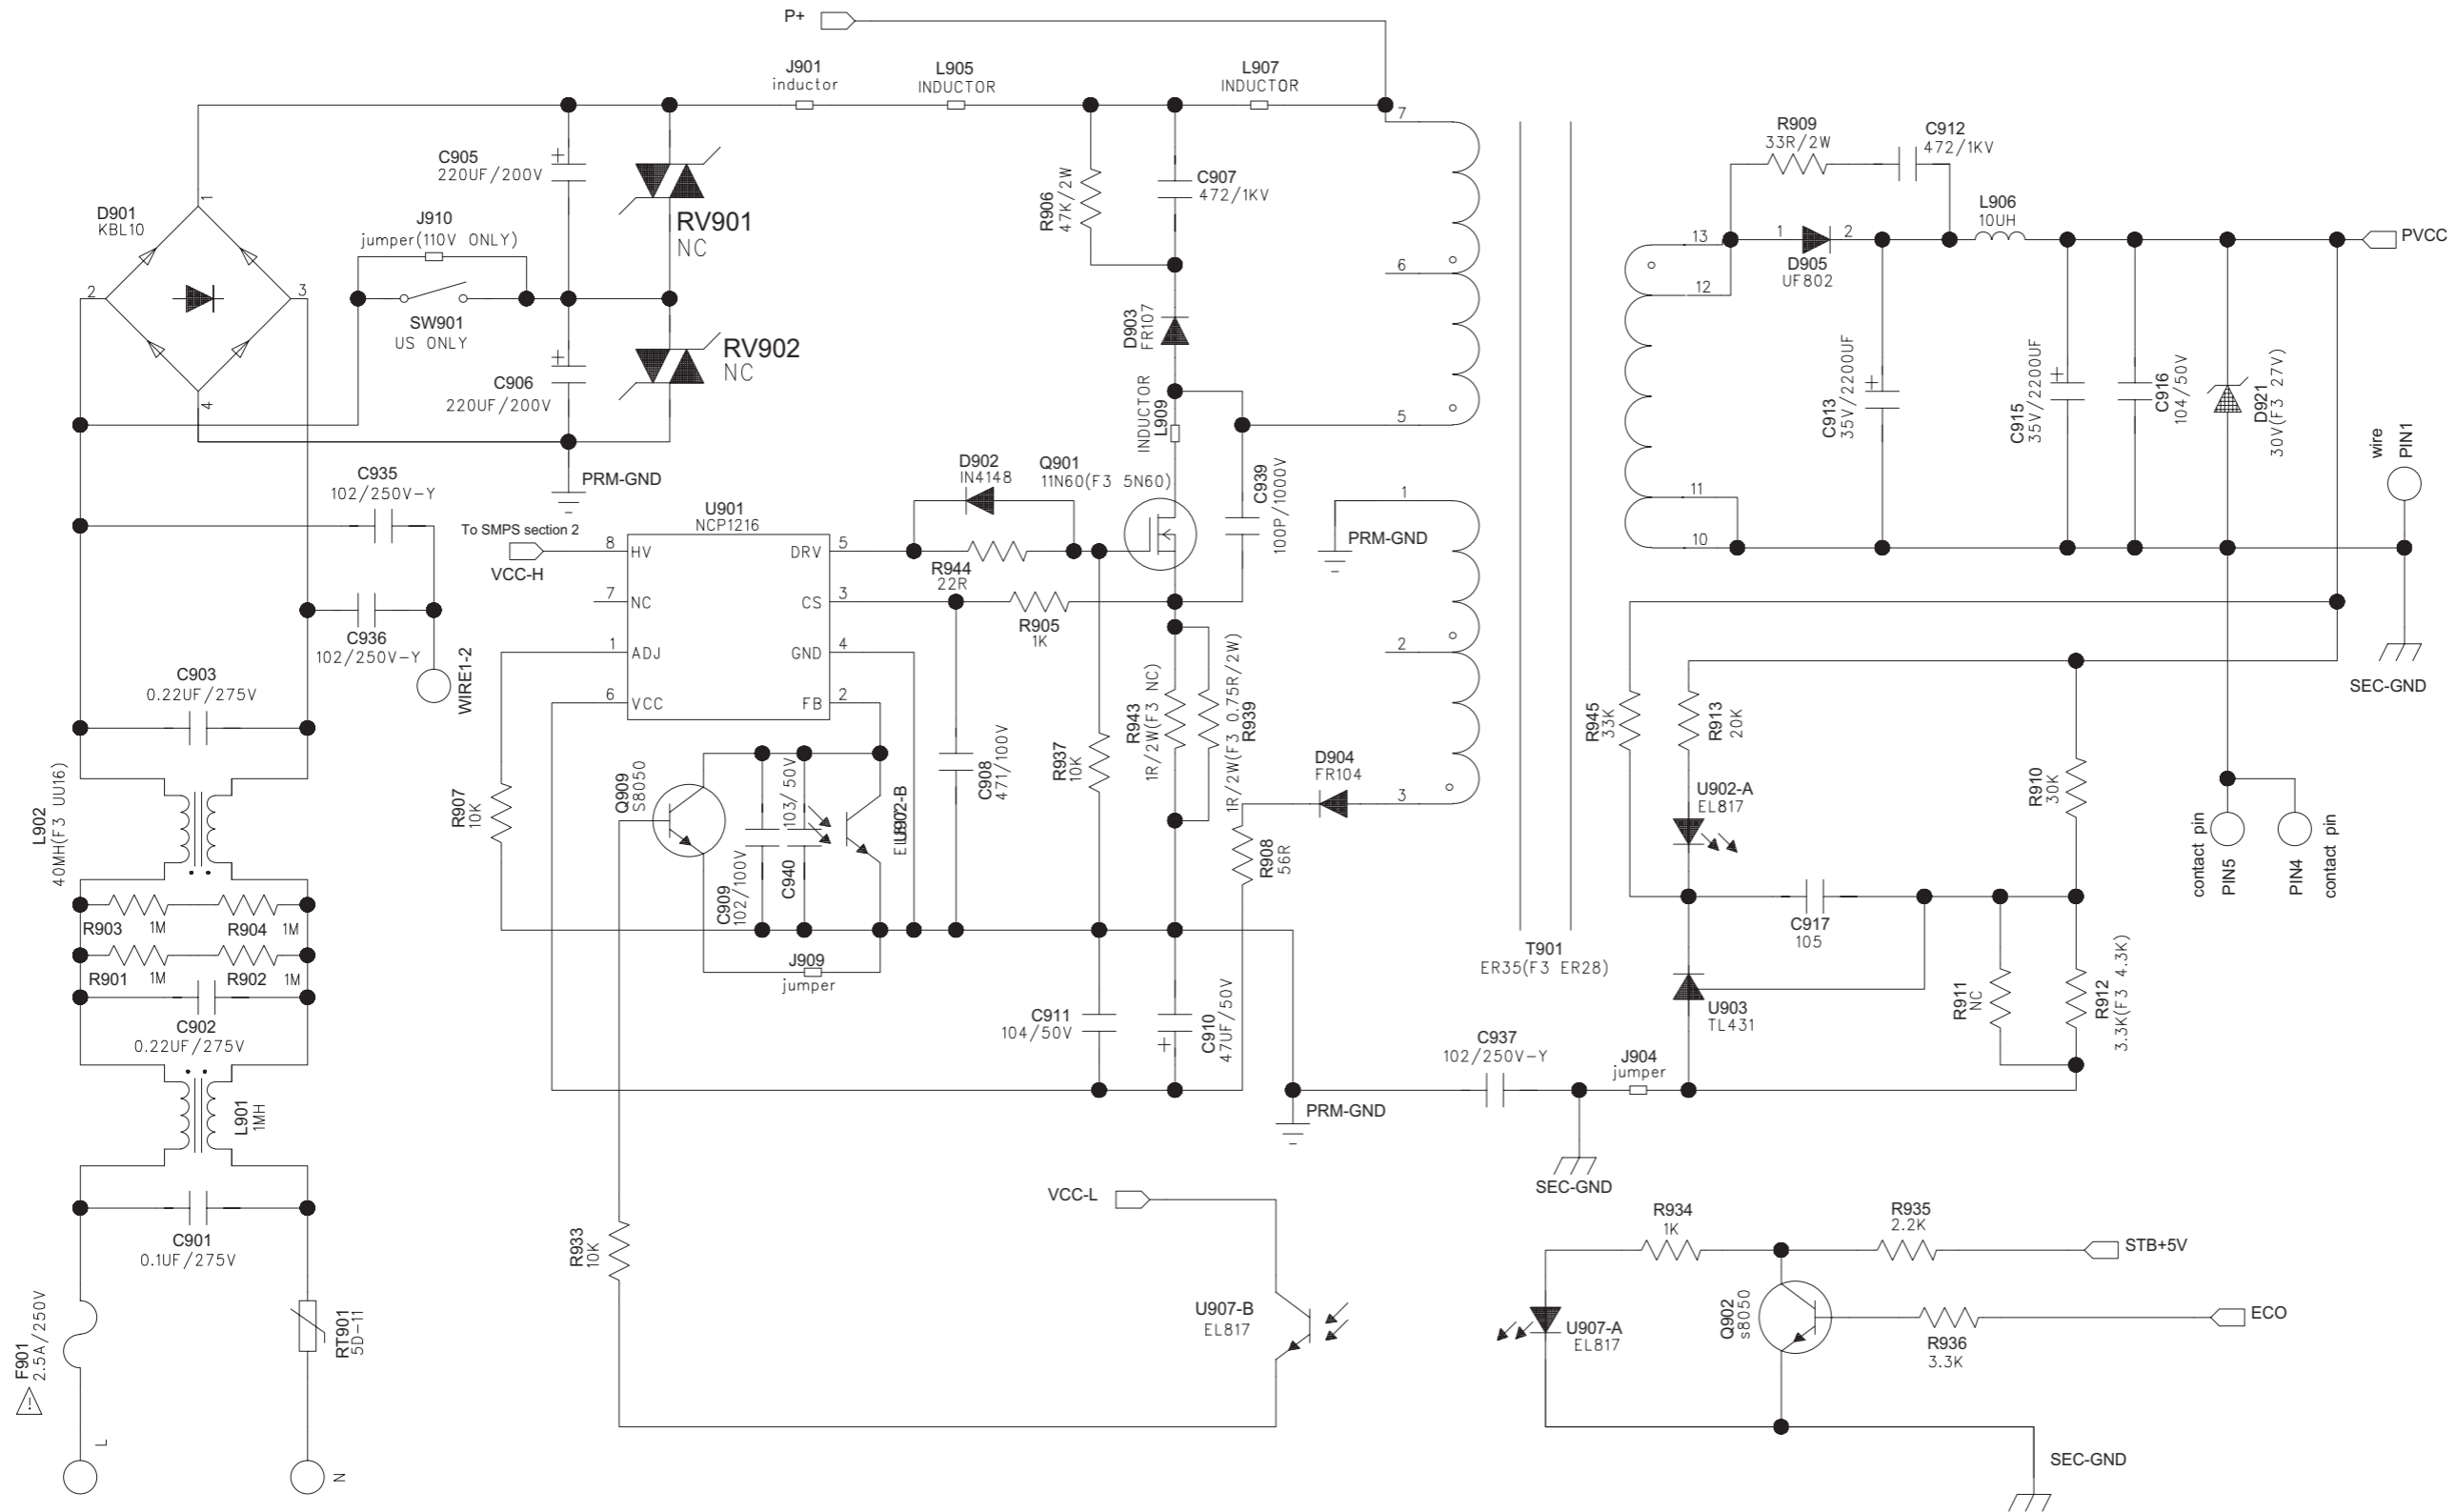 P+
J901
inductor
L905
INDUCTOR
L907
INDUCTOR
7
R909
33R/2W
C912
472/1KV
C905
220UF/200V
+
RV901
NC
R906
47K/2W
C907
472/1KV
L906
10UH
D901
KBL10
1
2
3
4
J910
jumper(110V ONLY)
SW901
US ONLY
6
13
12
1
2
D905
UF802
PVCC
RV902
NC
C906
220UF/200V
+
D903
FR107
INDUCTOR
L909
5
C913
35V/2200UF
+
C915
35V/2200UF
+
C916
104/50V
D921
30V(F3 27V)
wire
PIN1
C935
102/250V-Y
PRM-GND
D902
IN4148
Q901
11N60(F3 5N60)
C939
100P/1000V
1
PRM-GND
11
10
To SMPS section 2
VCC-H
U901
NCP1216
8
HV
DRV
5
7
NC
CS
3
1
ADJ
GND
4
6
VCC
FB
2
R944
22R
R905
1K
2
C936
102/250V-Y
WIRE1-2
C903
0.22UF/275V
R943
1R/2W(F3 NC)
1R/2W(F3 0.75R/2W)
R939
SEC-GND
R945
33K
R913
20K
L902
40MH(F3 UU16)
R907
10K
Q909
S8050
103/50V
C940
C909
102/100V
U902-B
EL817
C908
471/100V
R937
10K
D904
FR104
3
R908
56R
U902-A
EL817
R910
30K
contact pin
PIN5
PIN4
contact pin
R903
1M
R904
1M
R901
1M
R902
1M
J909
jumper
T901
ER35(F3 ER28)
C917
105
C902
0.22UF/275V
C911
104/50V
C910
47UF/50V
+
U903
TL431
R911
NC
R912
3.3K(F3 4.3K)
C937
102/250V-Y
J904
jumper
L901
1MH
PRM-GND
SEC-GND
C901
0.1UF/275V
VCC-L
R933
10K
R934
1K
R935
2.2K
STB+5V
F901
2.5A/250V
!
RT901
5D-11
U907-B
EL817
U907-A
EL817
Q902
s8050
R936
3.3K
ECO
L
N
SEC-GND